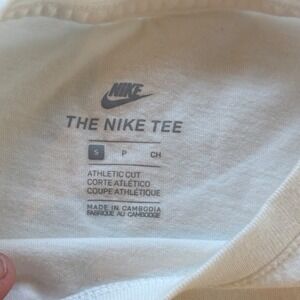 NIKE
THE NIKE TEE
S P CH
ATHLETIC CUT
CORTE ATLÉTICO
COUPE ATHLÉTIQUE
MADE IN CAMBODIA
FABRIQUÉ AU CAMBODGE